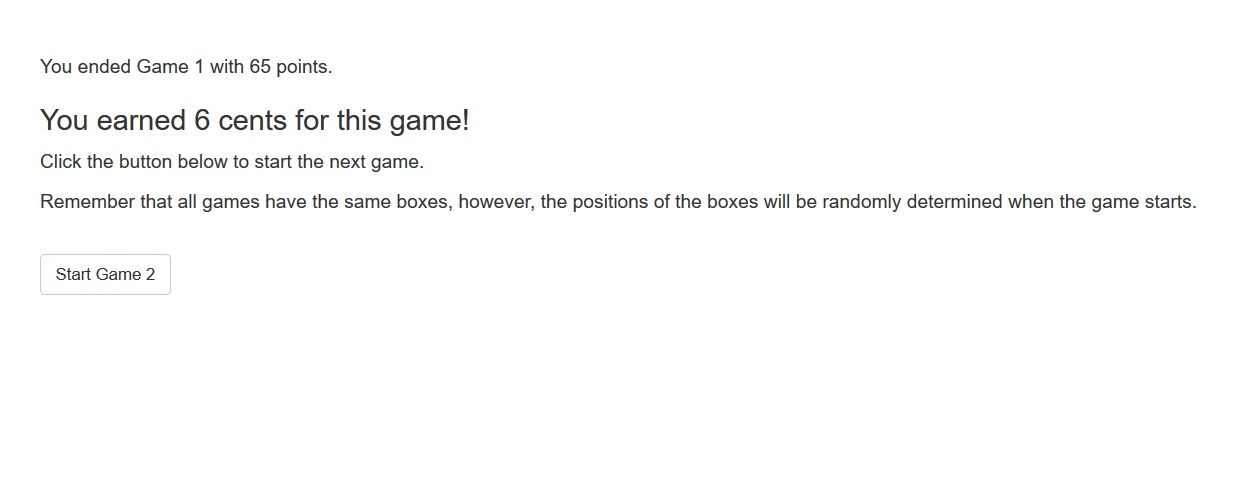 You ended Game 1 with 65 points.
You earned 6 cents for this game!
Click the button below to start the next game.
Remember that all games have the same boxes, however, the positions of the boxes will be randomly determined when the game starts.
Start Game 2